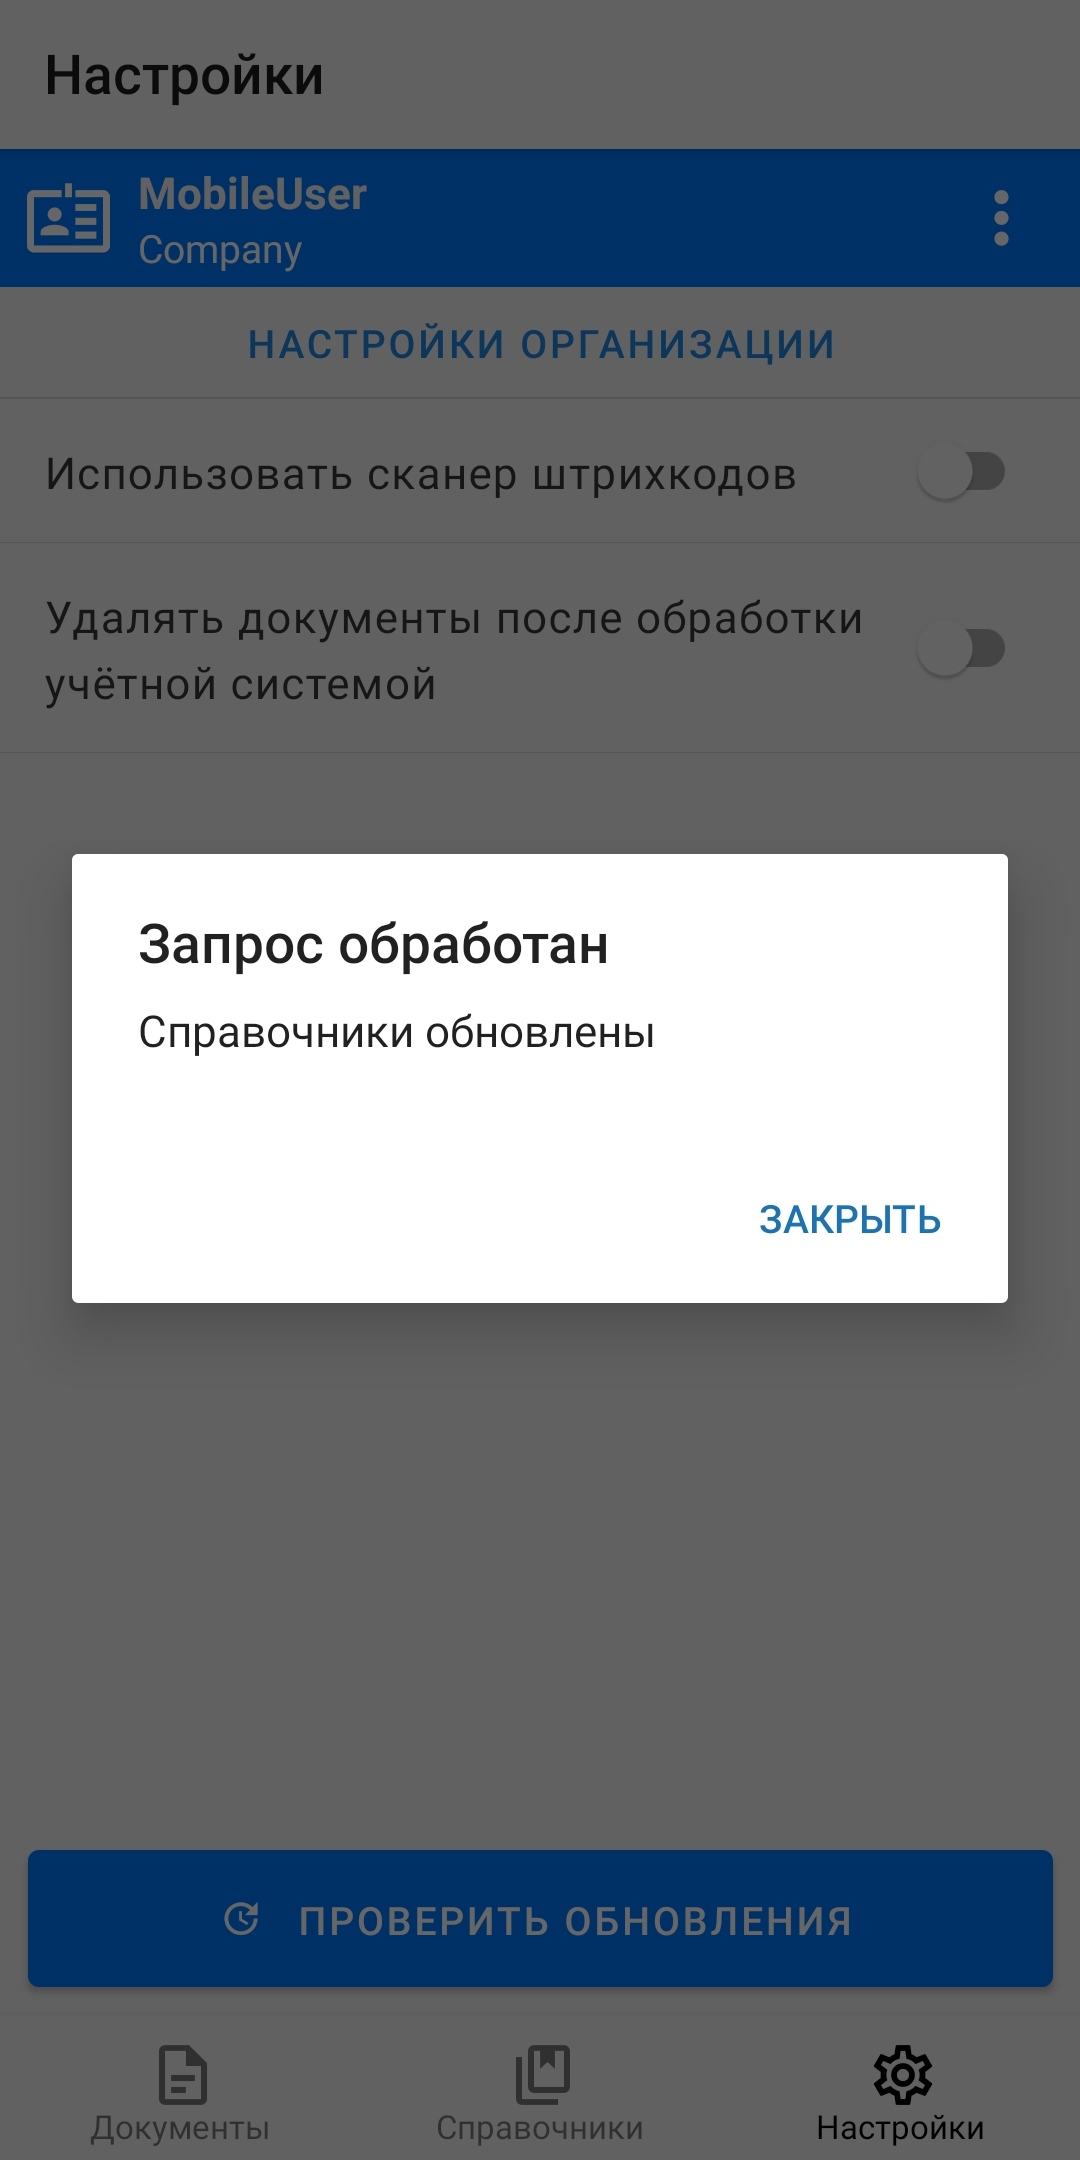 Настройки
MobileUser
Company
НАСТРОЙКИ ОРГАНИЗАЦИИ
Использовать сканер штрихкодов
Удалять документы после обработки
учётной системой
Запрос обработан
Справочники обновлены
ЗАКРЫТЬ
ПРОВЕРИТЬ ОБНОВЛЕНИЯ
Документы
Справочники
Настройки